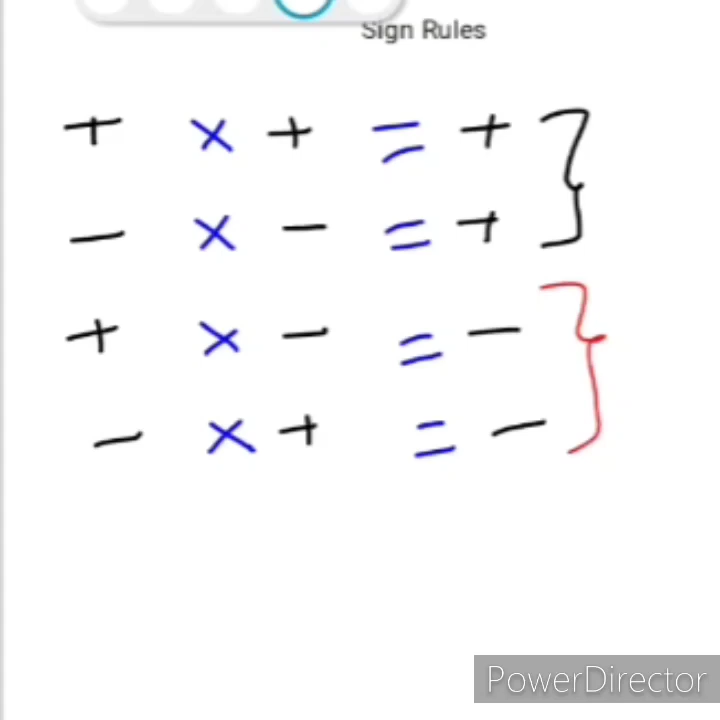 Sign Rules
+ × + = +
− × − = +
+ × − = −
− × + = −
PowerDirector